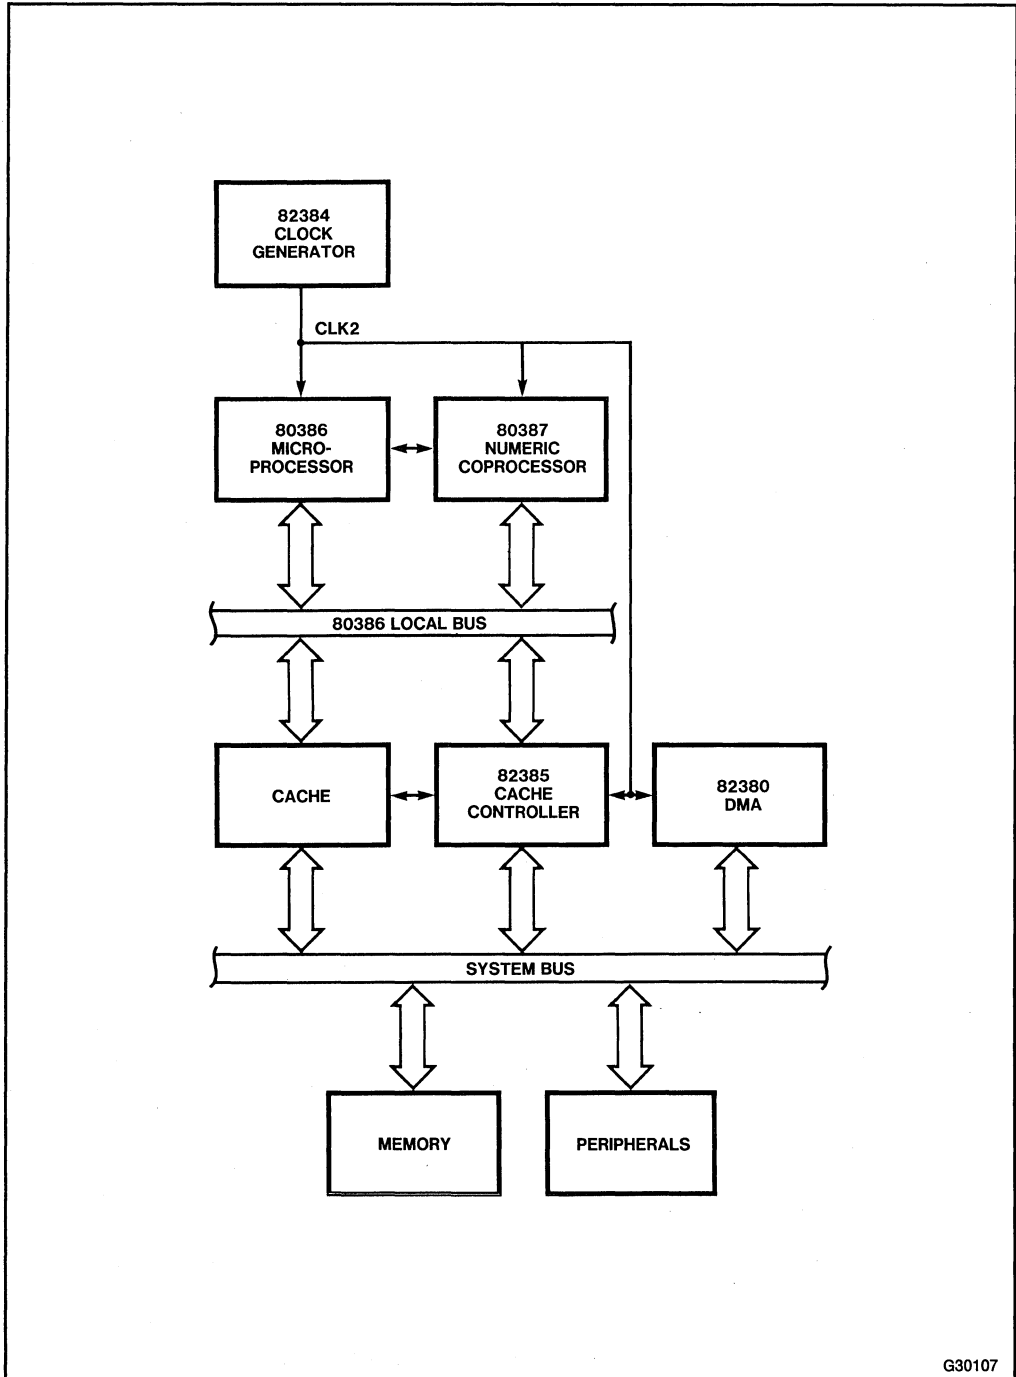 82384
CLOCK
GENERATOR
CLK2
80386
MICRO-
PROCESSOR
80387
NUMERIC
COPROCESSOR
80386 LOCAL BUS
CACHE
82385
CACHE
CONTROLLER
82380
DMA
SYSTEM BUS
MEMORY
PERIPHERALS
G30107